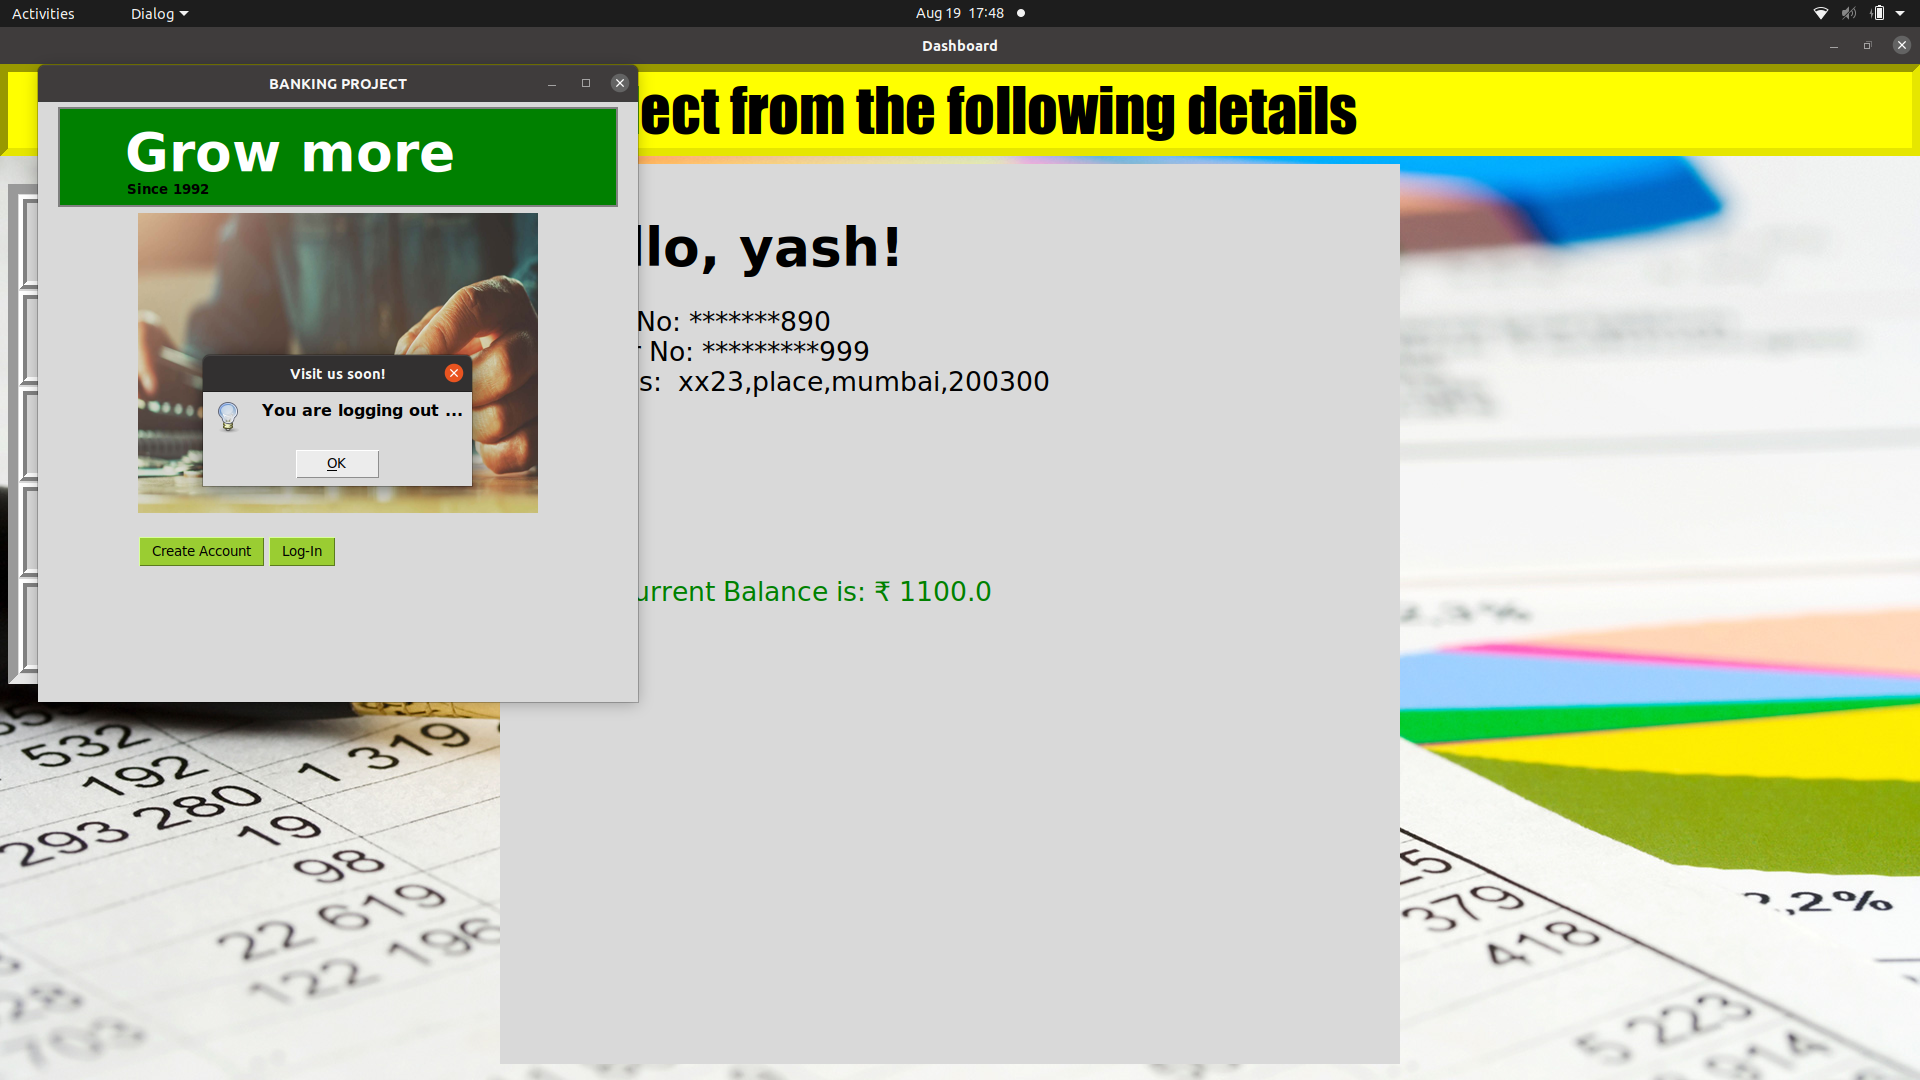 Activities
Dialog
Aug 19 17:48
Dashboard
BANKING PROJECT
ect from the following details
Grow more
Since 1992
llo, yash!
No: *******890
No: *********999
s: xx23,place,mumbai,200300
Visit us soon!
You are logging out ...
OK
Create Account
Log-In
urrent Balance is: ₹ 1100.0
532
192
1 319
293 280
19
98
22 619
122 196
379
418
2,2%
5 223
914
703